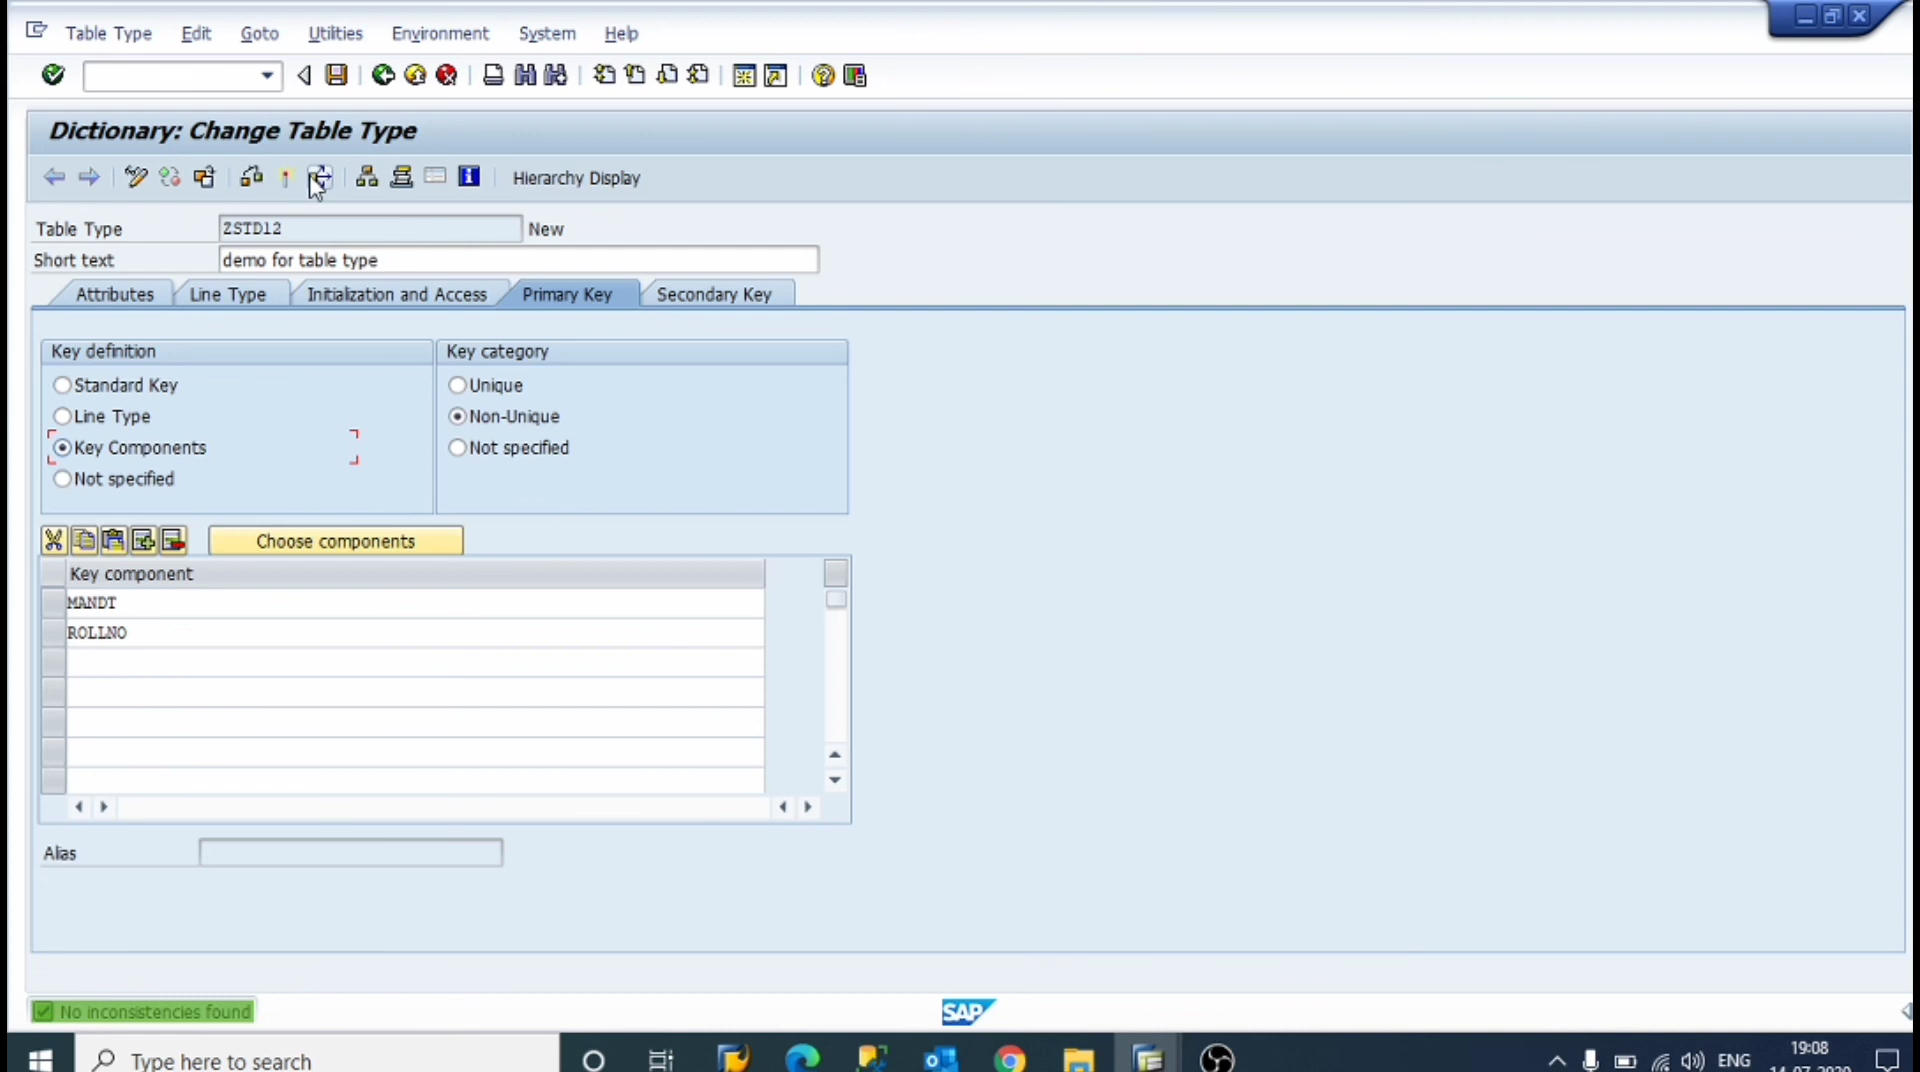 Table Type Edit Goto Utilities Environment System Help
Dictionary: Change Table Type
Hierarchy Display
Table Type ZSTD12 New
Short text demo for table type
Attributes Line Type Initialization and Access Primary Key Secondary Key
Key definition Key category
Standard Key Unique
Line Type Non-Unique
Key Components Not specified
Not specified
Choose components
Key component
MANDT
ROLLNO
Alias
No inconsistencies found
SAP
Type here to search
ENG
19:08